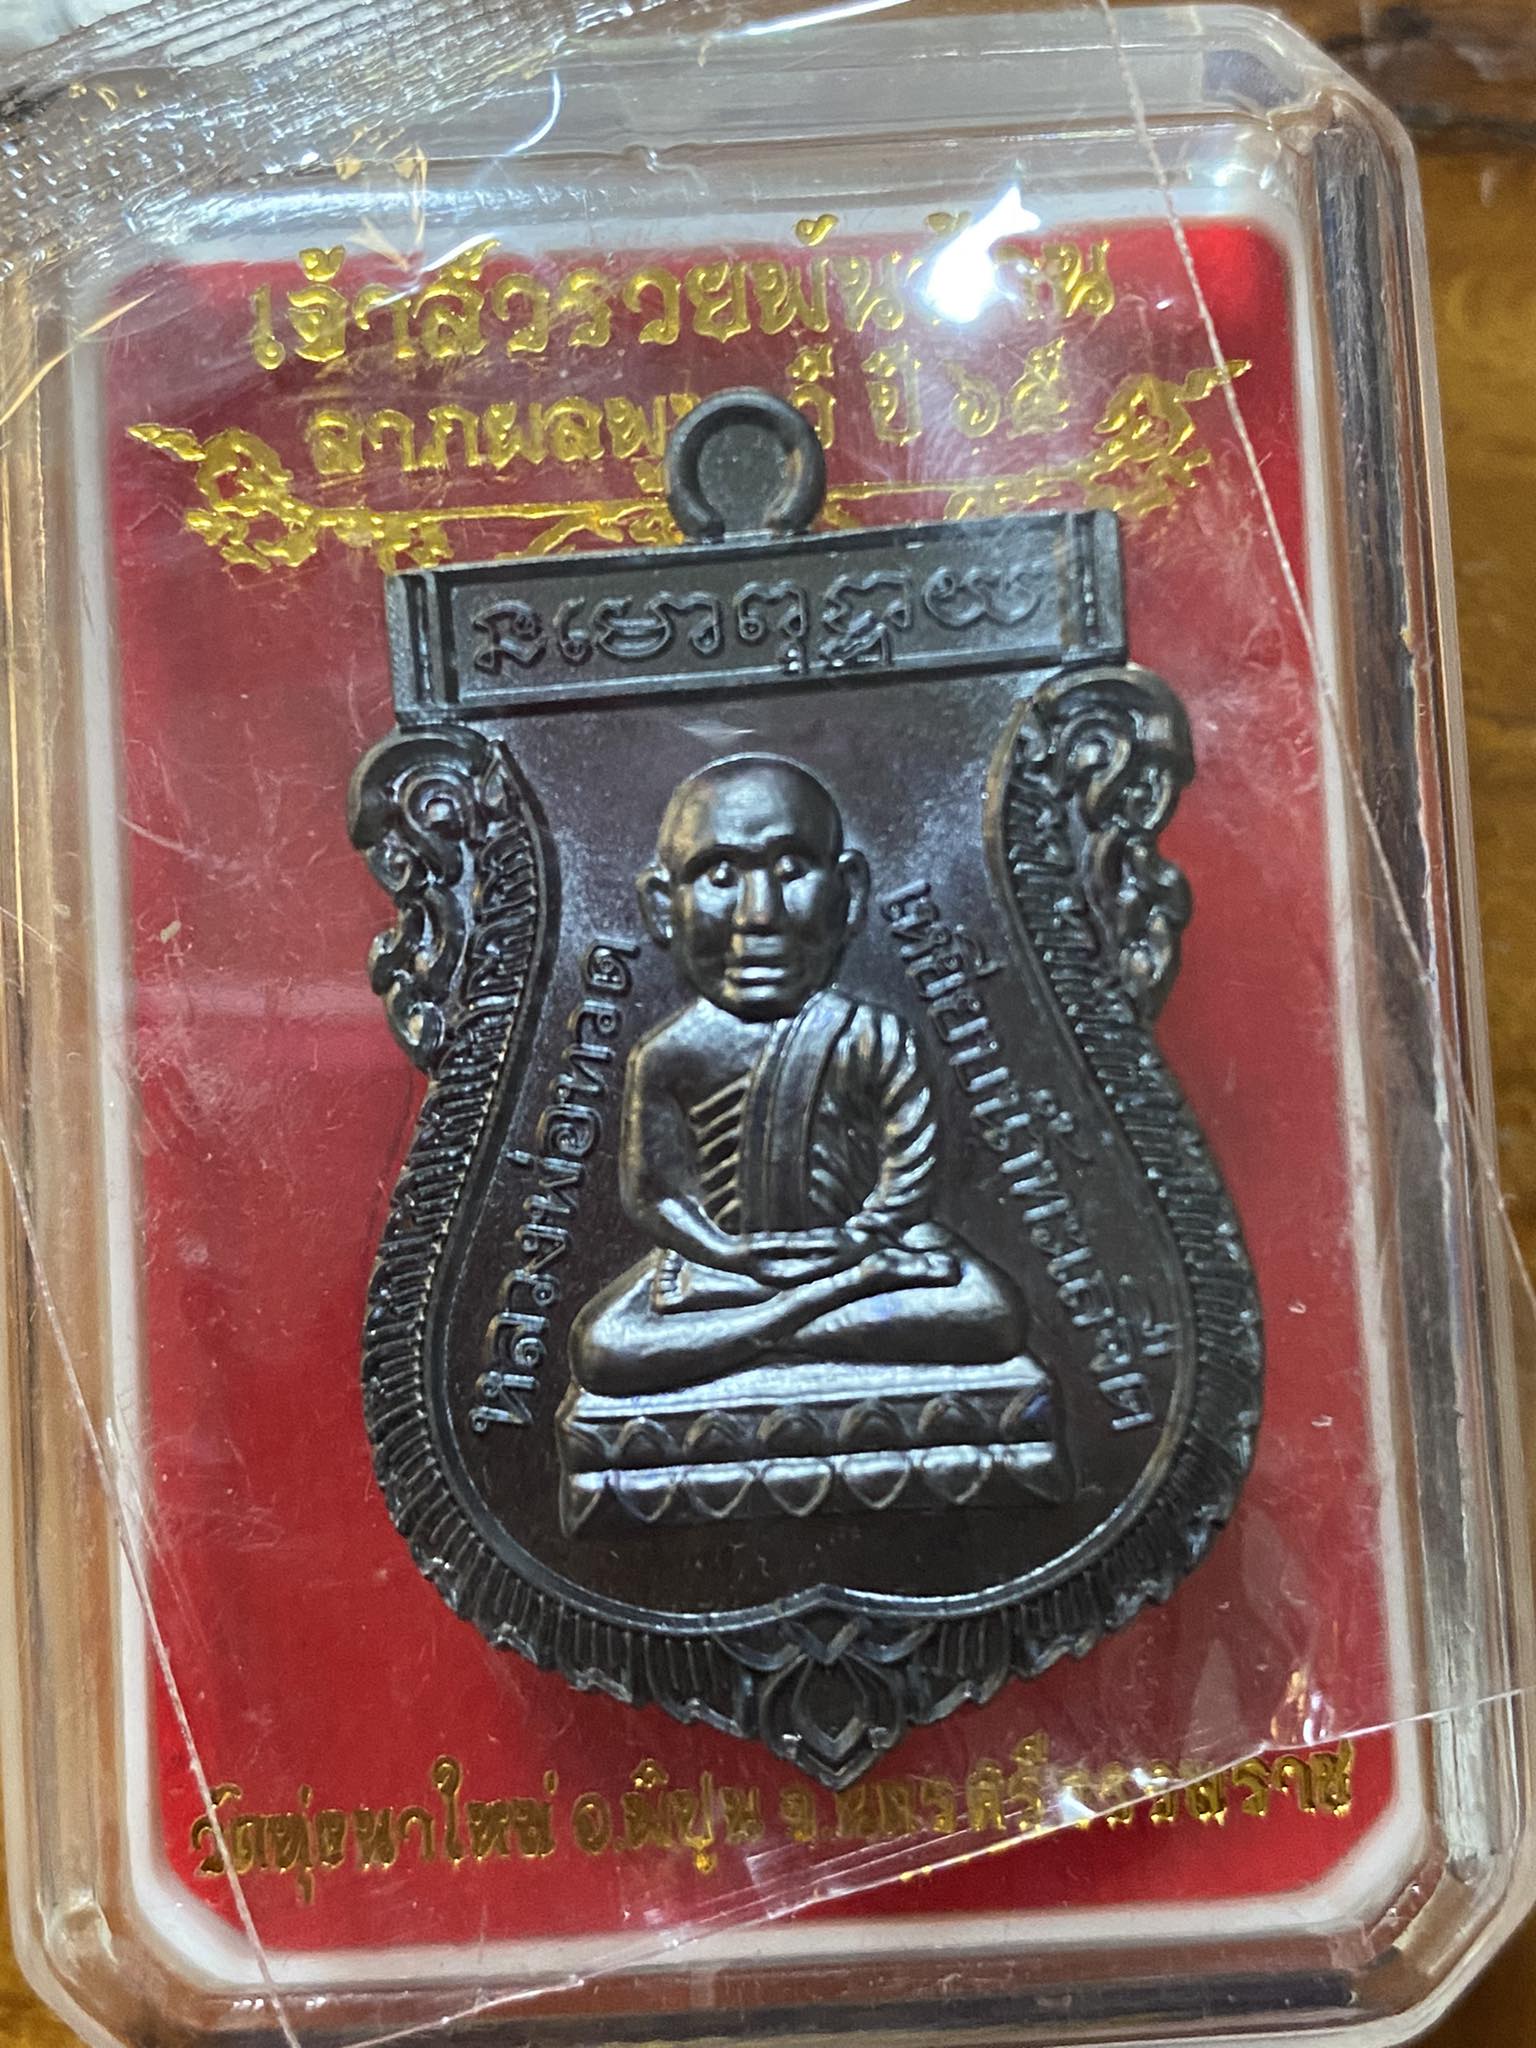 เจ้าสัวรวยพันล้าน
ลาภผลพูนทวี ปี ๖๕
หลวงพ่อทวด
เหยียบน้ำทะเลจืด
วัดทุ่งนาใหม่ อ.พิปูน จ.นครศรีธรรมราช